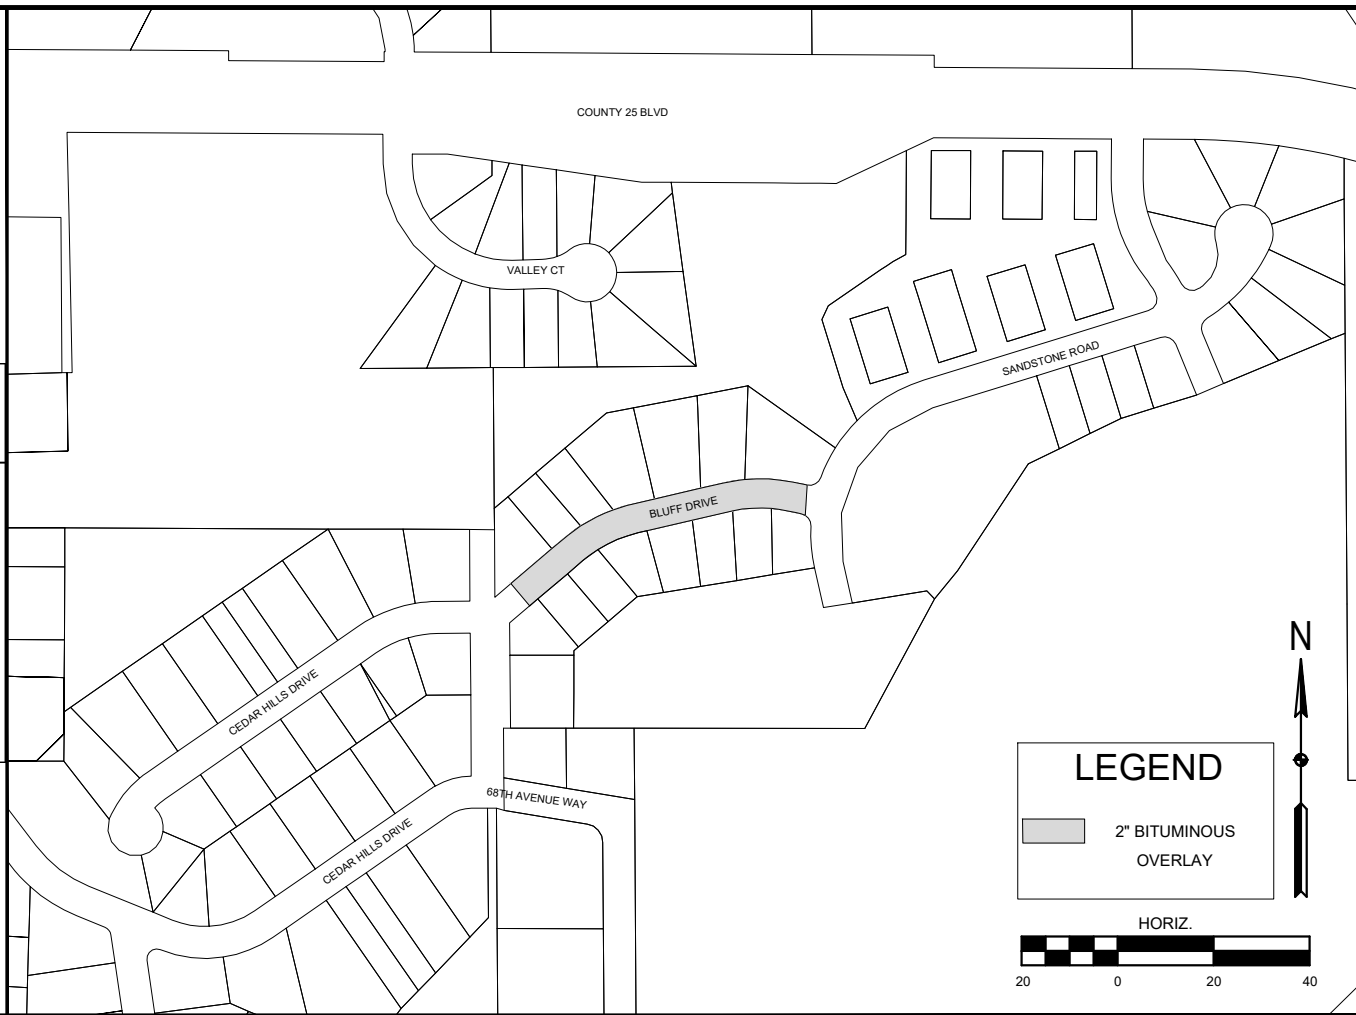 COUNTY 25 BLVD
VALLEY CT
SANDSTONE ROAD
BLUFF DRIVE
CEDAR HILLS DRIVE
68TH AVENUE WAY
CEDAR HILLS DRIVE
N
LEGEND
2" BITUMINOUS
OVERLAY
HORIZ.
20 0 20 40